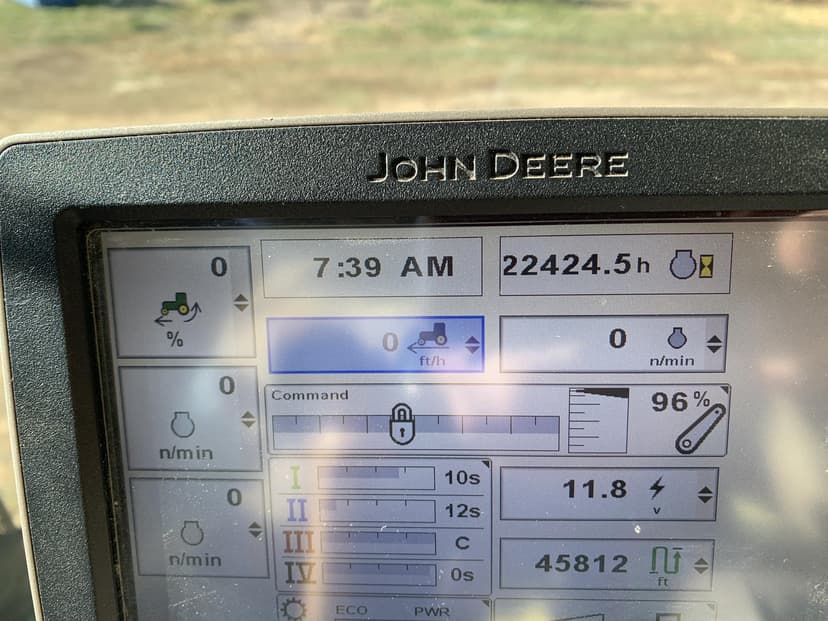 JOHN DEERE
0
%
7:39 AM
22424.5h
0
ft/h
0
n/min
0
n/min
Command
96%
I 10s
II 12s
III C
IV 0s
11.8
v
0
n/min
45812
ft
ECO PWR